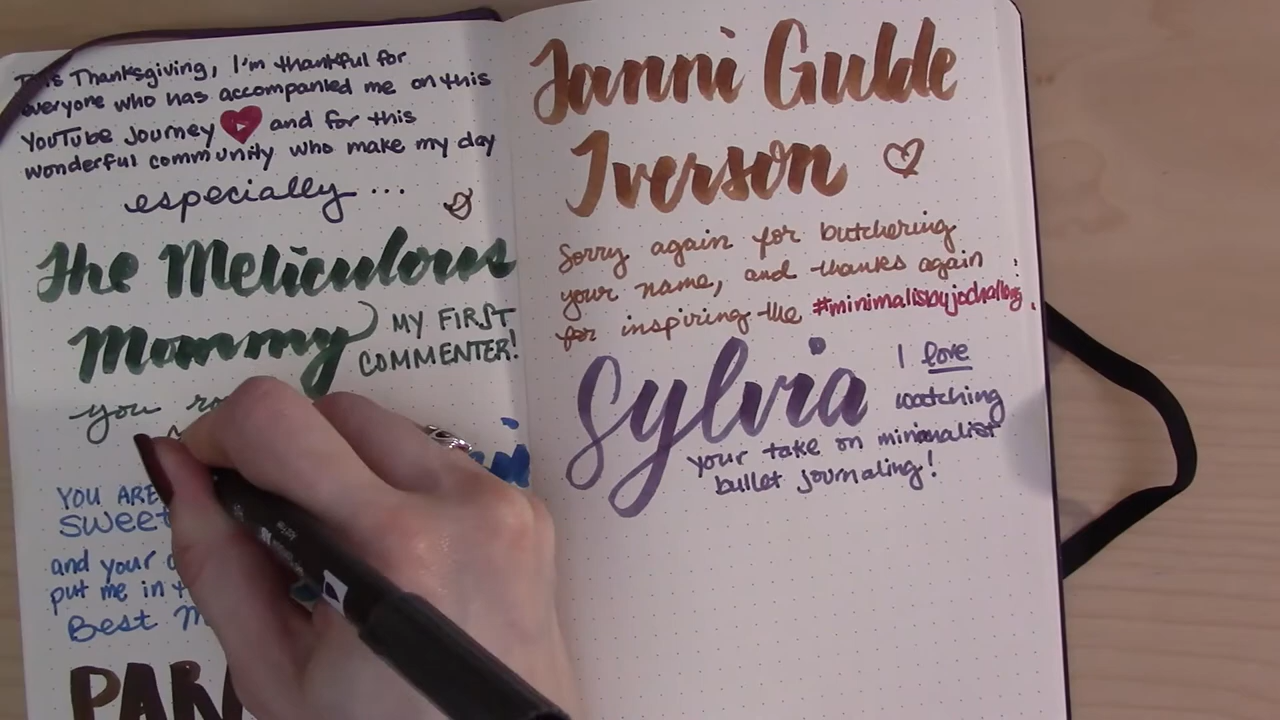 This Thanksgiving, I'm thankful for
everyone who has accompanied me on this
YouTube Journey and for this
wonderful community who make my day
especially ...
The Meticulous
Mommy
MY FIRST
COMMENTER!
you
YOU ARE
SWEET
and your
put me in
Best
Janni Gulde
Iverson
Sorry again for butchering
your name, and thanks again
for inspiring the #minimalisbyjochallong.
Sylvia
I love
watching
your take on minimalist
bullet journaling!